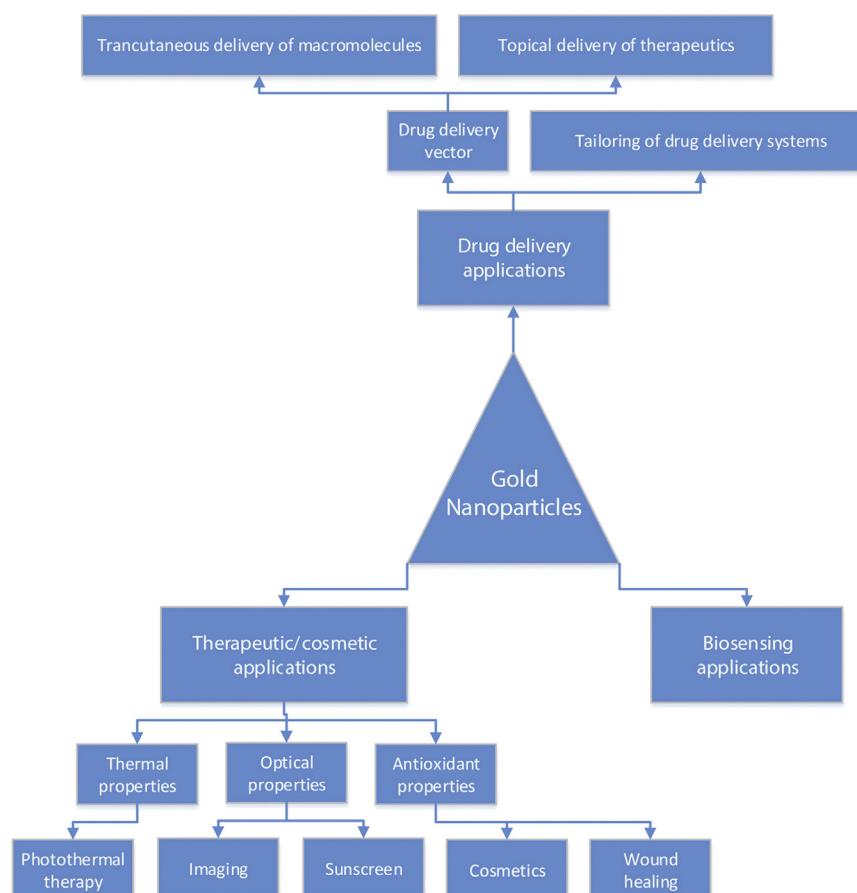 Trancutaneous delivery of macromolecules
Topical delivery of therapeutics
Drug delivery
vector
Tailoring of drug delivery systems
Drug delivery
applications
Gold
Nanoparticles
Therapeutic/cosmetic
applications
Biosensing
applications
Thermal
properties
Optical
properties
Antioxidant
properties
Photothermal
therapy
Imaging
Sunscreen
Cosmetics
Wound
healing